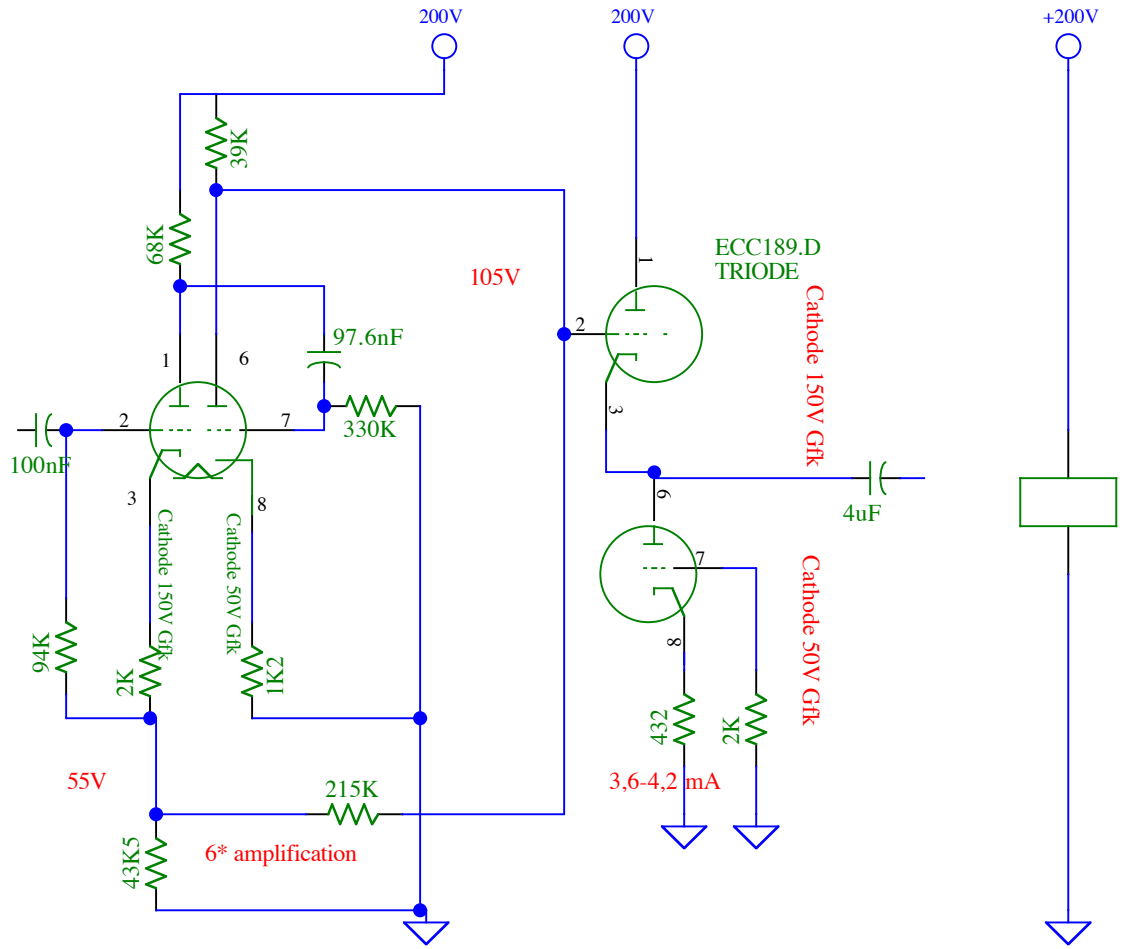 200V
200V
+200V
39K
68K
ECC189.D
TRIODE
105V
1
97.6nF
1
6
2
Cathode 150V Gfk
2
7
330K
3
100nF
3
8
6
4uF
Cathode 150V Gfk
Cathode 50V Gfk
7
Cathode 50V Gfk
8
94K
2K
1K2
432
2K
55V
215K
3,6-4,2 mA
43K5
6* amplification